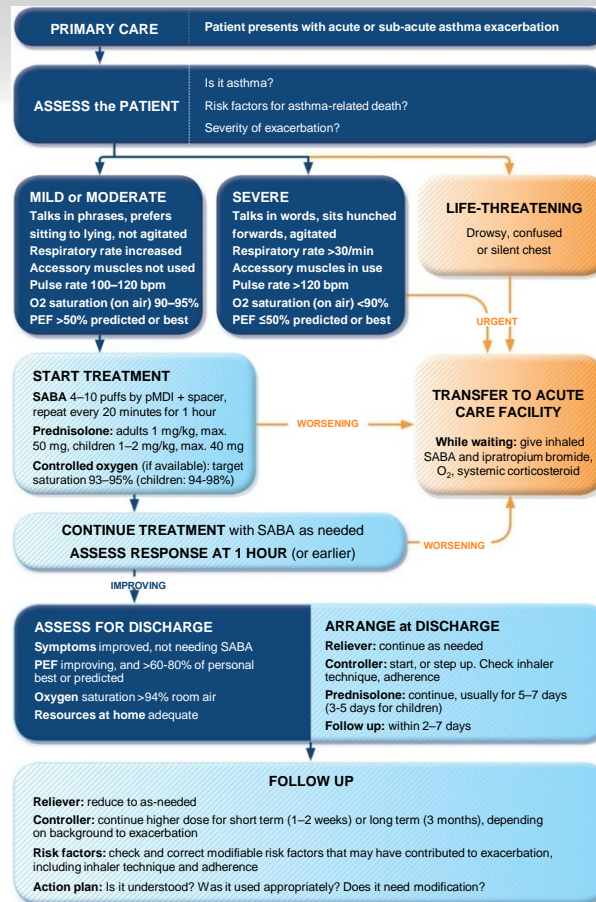 PRIMARY CARE
Patient presents with acute or sub-acute asthma exacerbation
ASSESS the PATIENT
Is it asthma?
Risk factors for asthma-related death?
Severity of exacerbation?
MILD or MODERATE
Talks in phrases, prefers
sitting to lying, not agitated
Respiratory rate increased
Accessory muscles not used
Pulse rate 100–120 bpm
O2 saturation (on air) 90–95%
PEF >50% predicted or best
SEVERE
Talks in words, sits hunched
forwards, agitated
Respiratory rate >30/min
Accessory muscles in use
Pulse rate >120 bpm
O2 saturation (on air) <90%
PEF ≤50% predicted or best
LIFE-THREATENING
Drowsy, confused
or silent chest
URGENT
START TREATMENT
SABA 4–10 puffs by pMDI + spacer,
repeat every 20 minutes for 1 hour
Prednisolone: adults 1 mg/kg, max.
50 mg, children 1–2 mg/kg, max. 40 mg
Controlled oxygen (if available): target
saturation 93–95% (children: 94-98%)
WORSENING
TRANSFER TO ACUTE
CARE FACILITY
While waiting: give inhaled
SABA and ipratropium bromide,
O₂, systemic corticosteroid
CONTINUE TREATMENT with SABA as needed
ASSESS RESPONSE AT 1 HOUR (or earlier)
WORSENING
IMPROVING
ASSESS FOR DISCHARGE
Symptoms improved, not needing SABA
PEF improving, and >60-80% of personal
best or predicted
Oxygen saturation >94% room air
Resources at home adequate
ARRANGE at DISCHARGE
Reliever: continue as needed
Controller: start, or step up. Check inhaler
technique, adherence
Prednisolone: continue, usually for 5–7 days
(3-5 days for children)
Follow up: within 2–7 days
FOLLOW UP
Reliever: reduce to as-needed
Controller: continue higher dose for short term (1–2 weeks) or long term (3 months), depending
on background to exacerbation
Risk factors: check and correct modifiable risk factors that may have contributed to exacerbation,
including inhaler technique and adherence
Action plan: Is it understood? Was it used appropriately? Does it need modification?